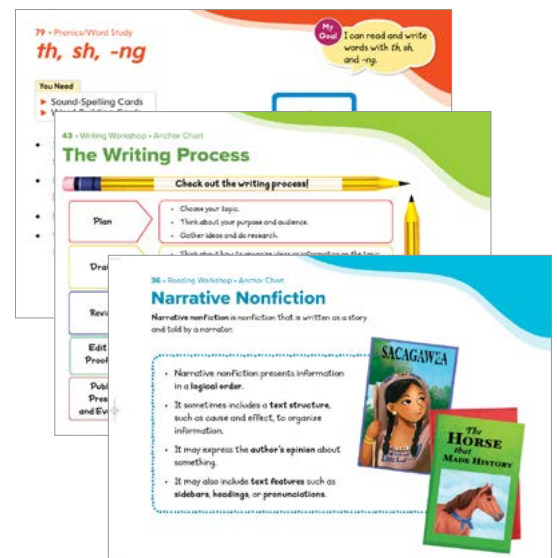 79 • Phonics/Word Study
th, sh, -ng
My
Goal
I can read and write
words with th, sh,
and -ng.
You Need
Sound-Spelling Cards
43 • Writing Workshop • Anchor Chart
The Writing Process
Check out the writing process!
Plan
• Choose your topic.
• Think about your purpose and audience.
• Gather ideas and do research.
36 • Reading Workshop • Anchor Chart
Narrative Nonfiction
Narrative nonfiction is nonfiction that is written as a story
and told by a narrator.
• Narrative nonfiction presents information
in a logical order.
• It sometimes includes a text structure,
such as cause and effect, to organize
information.
• It may express the author's opinion about
something.
• It may also include text features such as
sidebars, headings, or pronunciations.
SACAGAWEA
The
HORSE
that
MADE HISTORY